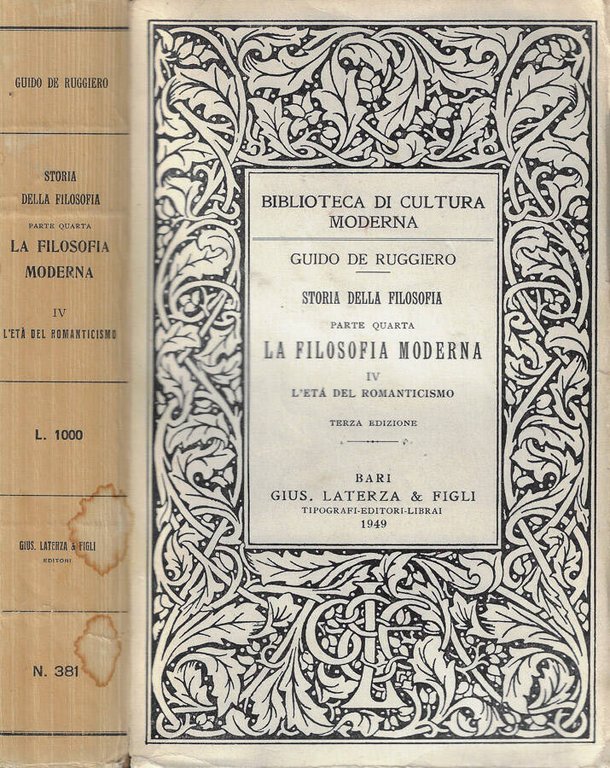 GUIDO DE RUGGIERO
STORIA
DELLA FILOSOFIA
PARTE QUARTA
LA FILOSOFIA
MODERNA
IV
L'ETÀ DEL ROMANTICISMO
L. 1000
GIUS. LATERZA & FIGLI
EDITORI
N. 381
BIBLIOTECA DI CULTURA
MODERNA
GUIDO DE RUGGIERO
STORIA DELLA FILOSOFIA
PARTE QUARTA
LA FILOSOFIA MODERNA
IV
L'ETÁ DEL ROMANTICISMO
TERZA EDIZIONE
BARI
GIUS. LATERZA & FIGLI
TIPOGRAFI-EDITORI-LIBRAI
1949